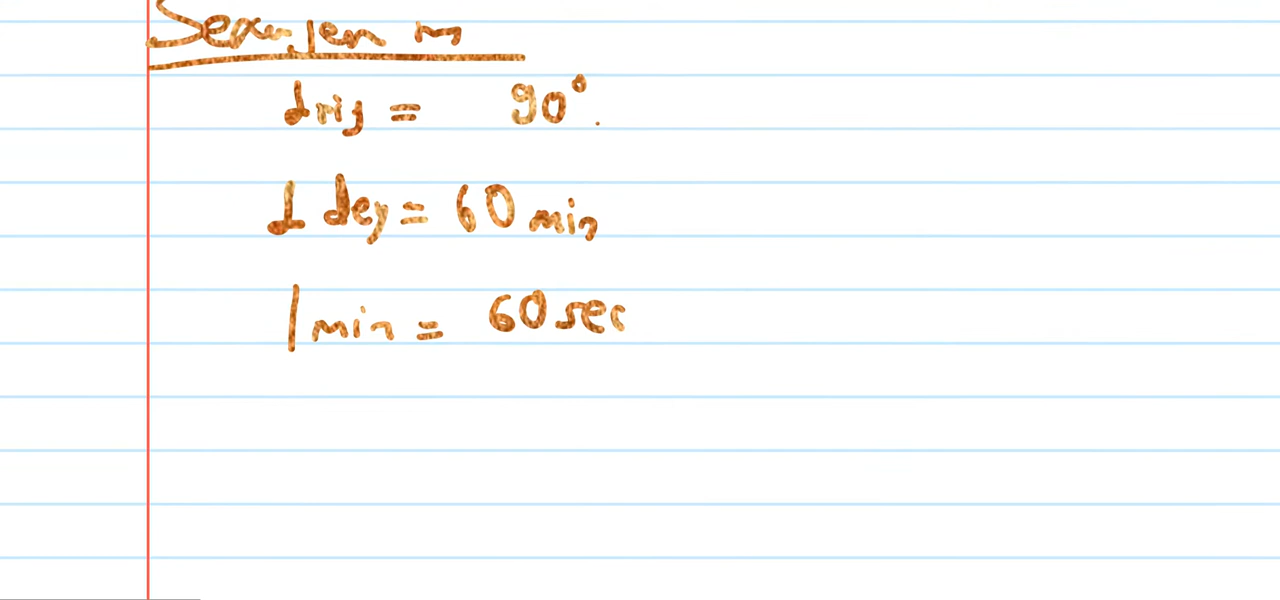 = 90°.
1 deg = 60 min
1 min = 60 sec